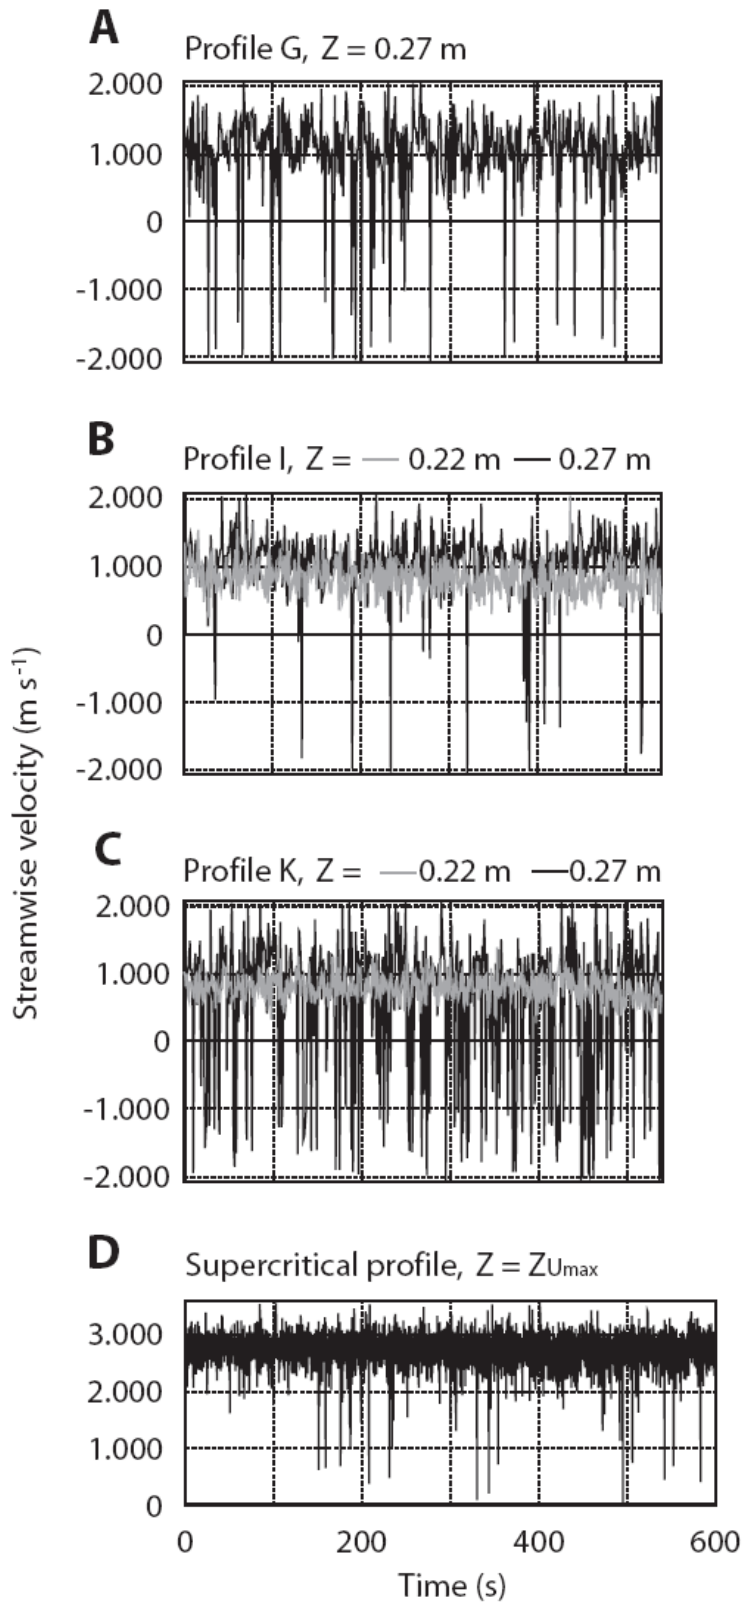 A
Profile G, Z = 0.27 m
2.000
1.000
0
-1.000
-2.000
B
Profile I, Z = 0.22 m 0.27 m
2.000
1.000
0
-1.000
-2.000
C
Profile K, Z = 0.22 m 0.27 m
2.000
1.000
0
-1.000
-2.000
Streamwise velocity (m s⁻¹)
D
Supercritical profile, Z = ZUmax
3.000
2.000
1.000
0
0 200 400 600
Time (s)